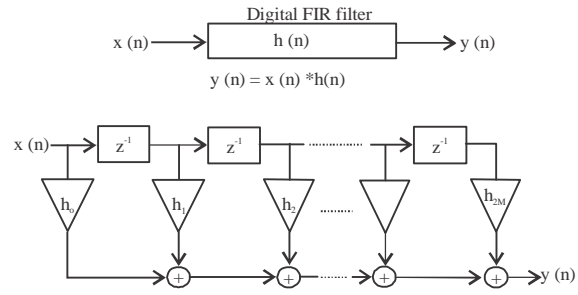 Digital FIR filter
x (n) h (n) y (n)
y (n) = x (n) *h(n)
x (n) z⁻¹ z⁻¹ z⁻¹
h₀ h₁ h₂ h₂M
+ + + + y (n)